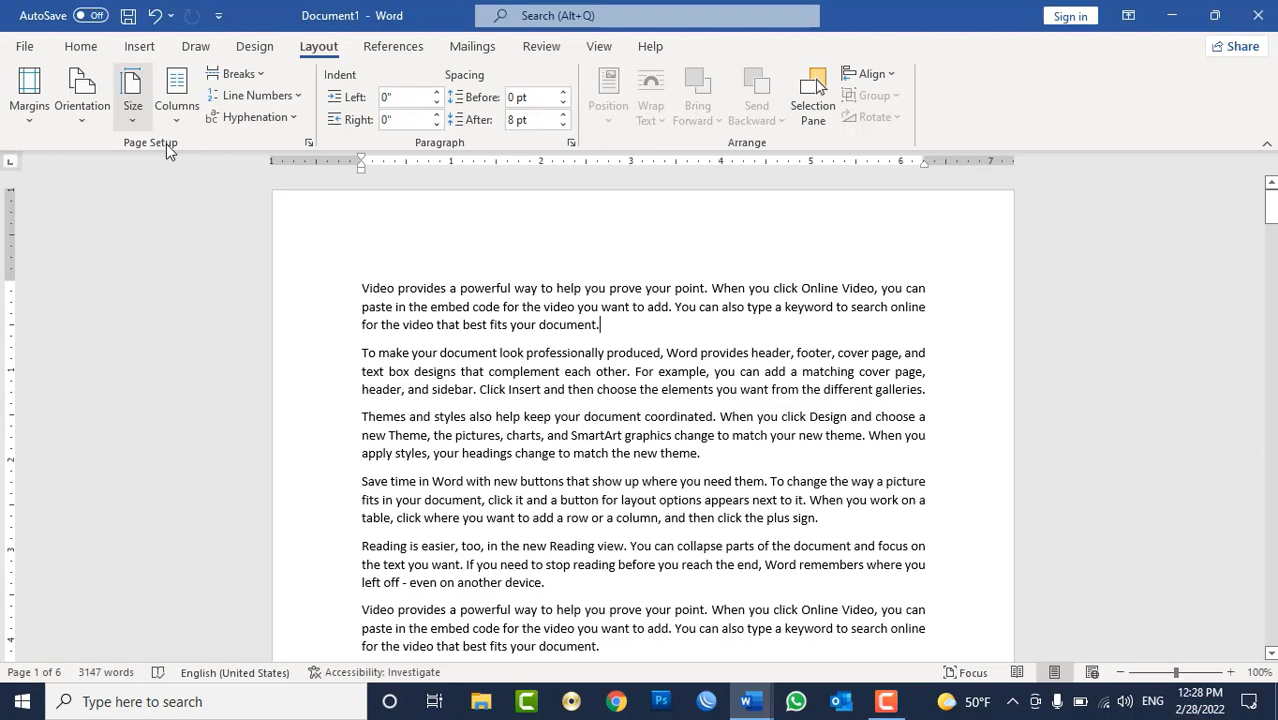 AutoSave Off Document1 - Word Search (Alt+Q) Sign in
File Home Insert Draw Design Layout References Mailings Review View Help Share
Margins Orientation Size Columns Breaks Line Numbers Hyphenation
Page Setup
Indent Spacing
Left: 0" Before: 0 pt
Right: 0" After: 8 pt
Paragraph
Position Wrap Text Bring Forward Send Backward Selection Pane Align Group Rotate
Arrange
1 1 2 3 4 5 6 7
Video provides a powerful way to help you prove your point. When you click Online Video, you can
paste in the embed code for the video you want to add. You can also type a keyword to search online
for the video that best fits your document.
To make your document look professionally produced, Word provides header, footer, cover page, and
text box designs that complement each other. For example, you can add a matching cover page,
header, and sidebar. Click Insert and then choose the elements you want from the different galleries.
Themes and styles also help keep your document coordinated. When you click Design and choose a
new Theme, the pictures, charts, and SmartArt graphics change to match your new theme. When you
apply styles, your headings change to match the new theme.
Save time in Word with new buttons that show up where you need them. To change the way a picture
fits in your document, click it and a button for layout options appears next to it. When you work on a
table, click where you want to add a row or a column, and then click the plus sign.
Reading is easier, too, in the new Reading view. You can collapse parts of the document and focus on
the text you want. If you need to stop reading before you reach the end, Word remembers where you
left off - even on another device.
Video provides a powerful way to help you prove your point. When you click Online Video, you can
paste in the embed code for the video you want to add. You can also type a keyword to search online
for the video that best fits your document.
Page 1 of 6 3147 words English (United States) Accessibility: Investigate Focus 100%
Type here to search 50°F ENG 12:28 PM
2/28/2022